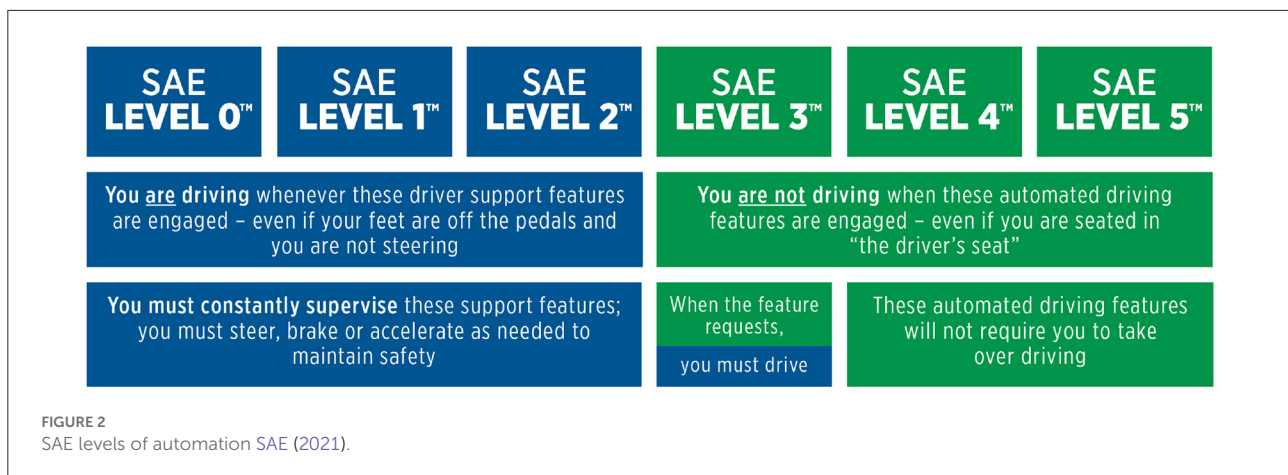 SAE
LEVEL 0™
SAE
LEVEL 1™
SAE
LEVEL 2™
SAE
LEVEL 3™
SAE
LEVEL 4™
SAE
LEVEL 5™
You are driving whenever these driver support features
are engaged – even if your feet are off the pedals and
you are not steering
You are not driving when these automated driving
features are engaged – even if you are seated in
“the driver’s seat”
You must constantly supervise these support features;
you must steer, brake or accelerate as needed to
maintain safety
When the feature
requests,
you must drive
These automated driving features
will not require you to take
over driving
FIGURE 2
SAE levels of automation SAE (2021).